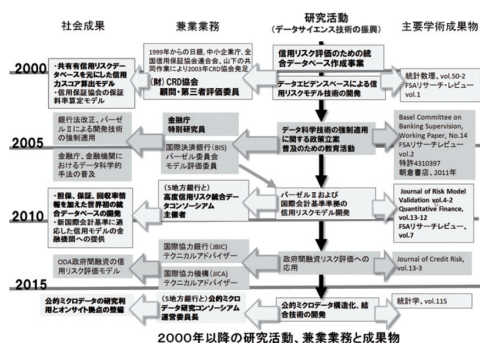 社会成果
兼業業務
研究活動
(データサイエンス技術の振興)
主要学術成果物
2000
2005
2010
2015
・共有有信用リスクデータ
ベースを元にした信用
力スコア算出モデル
・信用保証協会の保証
料率算定モデル
1999年からの日銀、中小企業庁、全
国信用保証協会連合会、山下の共
同作業により2003年CRD協会発足
(財)CRD協会
顧問・第三者評価委員
信用リスク評価のための統
合データベース作成事業
データエビデンスベースによる信
用リスクモデル技術の開発
統計数理、vol.50-2
FSAリサーチ・レビュー
vol.1
銀行法改正、バーゼ
ルⅡによる開発技術の
強制適用
金融庁、金融機関に
おけるデータ科学的
手法の普及
金融庁
特別研究員
国際決済銀行(BIS)
バーゼル委員会
モデル評価委員
データ科学技術の強制適用に
関する政策立案
普及のための教育活動
Basel Committee on
Banking Supervision,
Working Paper, No.14
FSAリサーチレビュー
vol.2
特許4310397
朝倉書店、2011年
・担保、保証、回収率情
報を加えた世界初の統
合データベースの開発
・新国際会計基準に適
応した信用モデルの金
融機関への提供
(5地方銀行と)
高度信用リスク統合デー
タコンソーシアム
主催者
バーゼルⅡおよび
国際会計基準準拠の
信用リスクモデル開発
Journal of Risk Model
Validation vol.4-2
Quantitative Finance,
vol.13-12
FSAリサーチ・レビュー、
vol.7
ODA政府間融資の信
用リスク評価モデル
国際協力銀行(JBIC)
テクニカルアドバイザー
国際協力機構(JICA)
テクニカルアドバイザー
政府間融資リスク評価への
応用
Journal of Credit Risk,
vol.13-3
公的ミクロデータの研究利用
とオンサイト拠点の整備
(5地方銀行と)公的ミクロ
データ研究コンソーシアム
運営委員長
公的ミクロデータ構造化、結
合技術の開発
統計学、vol.115
2000年以降の研究活動、兼業業務と成果物